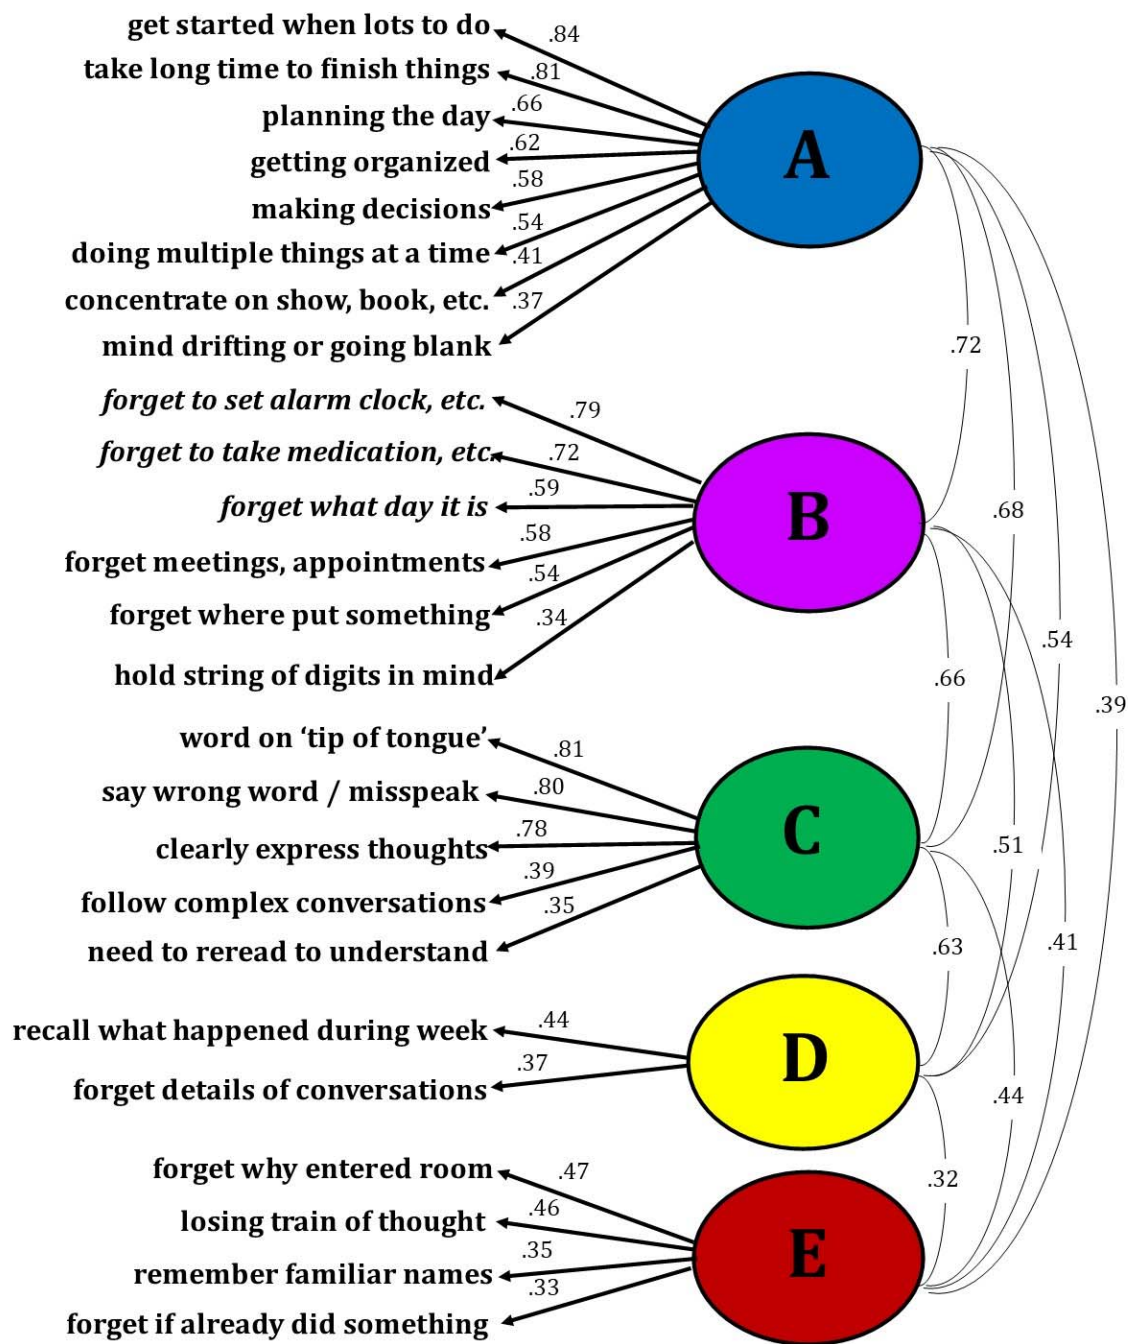 get started when lots to do
.84
take long time to finish things
.81
planning the day
.66
getting organized
.62
making decisions
.58
doing multiple things at a time
.54
concentrate on show, book, etc.
.41
mind drifting or going blank
.37
A
forget to set alarm clock, etc.
.79
forget to take medication, etc.
.72
forget what day it is
.59
forget meetings, appointments
.58
forget where put something
.54
hold string of digits in mind
.34
B
word on ‘tip of tongue’
.81
say wrong word / misspeak
.80
clearly express thoughts
.78
follow complex conversations
.39
need to reread to understand
.35
C
recall what happened during week
.44
forget details of conversations
.37
D
forget why entered room
.47
losing train of thought
.46
remember familiar names
.35
forget if already did something
.33
E
.72
.68
.54
.39
.66
.51
.41
.63
.44
.32